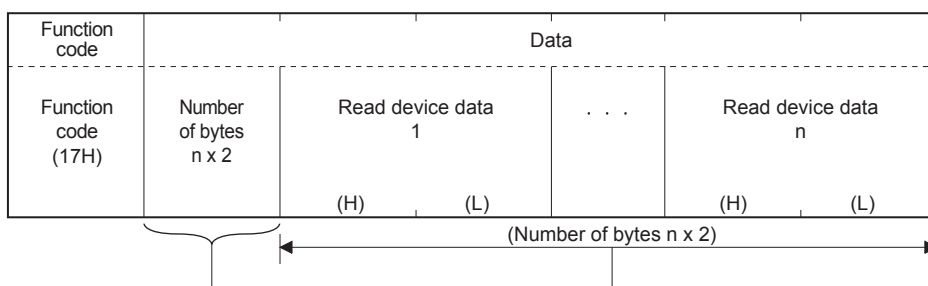 Function
code
Data
Function
code
(17H)
Number
of bytes
n x 2
Read device data
1
. . .
Read device data
n
(H)
(L)
(H)
(L)
(Number of bytes n x 2)